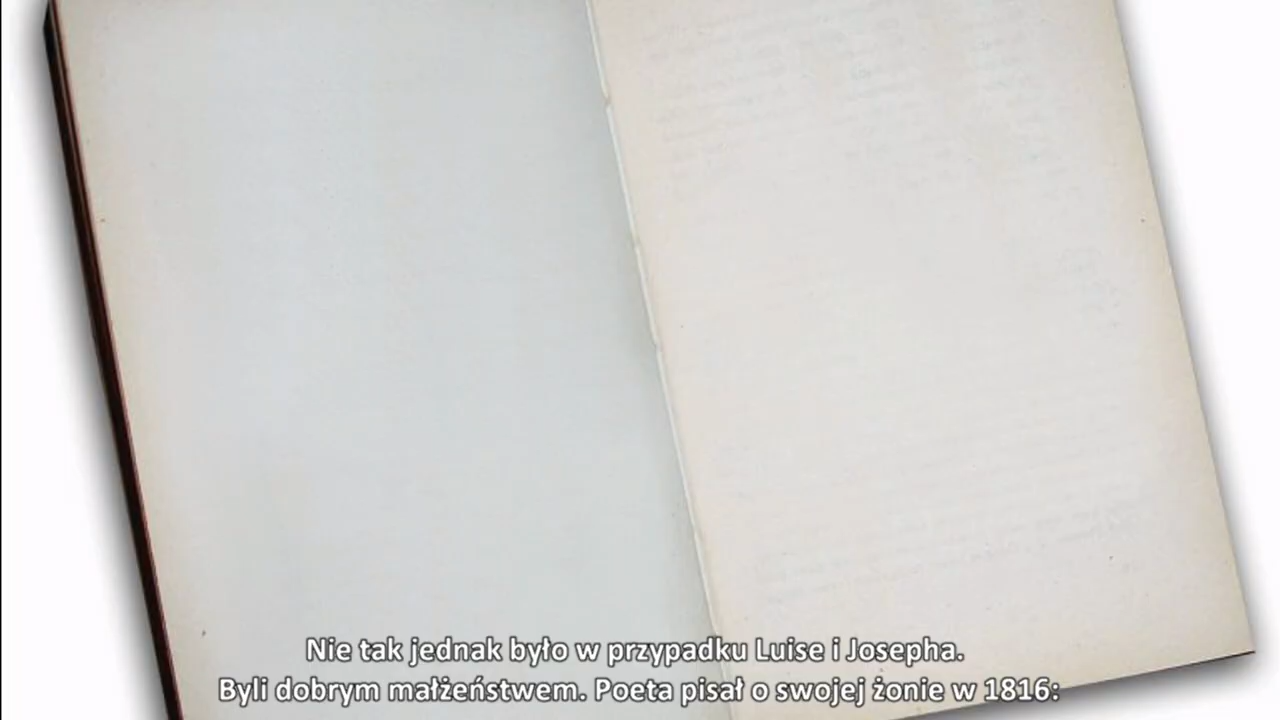 Nie tak jednak było w przypadku Luise i Josepha.
Byli dobrym małżeństwem. Poeta pisał o swojej żonie w 1816: